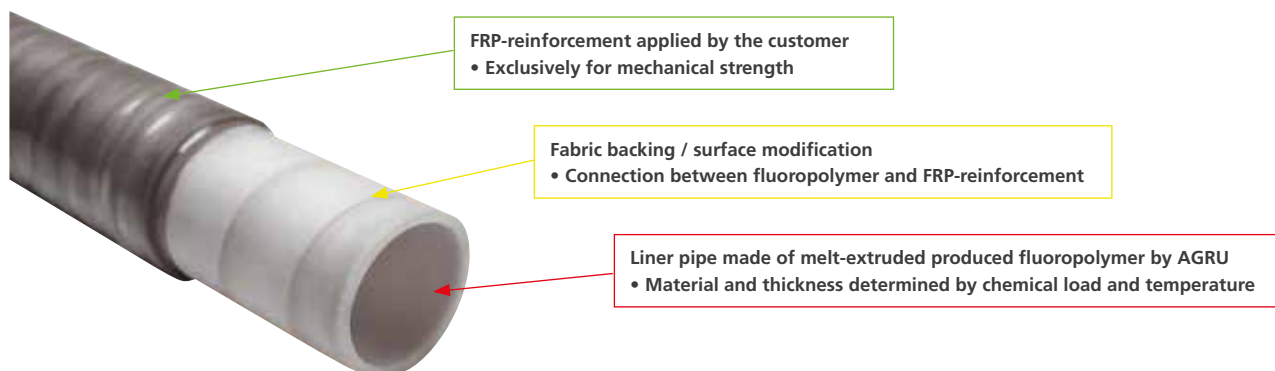 FRP-reinforcement applied by the customer
• Exclusively for mechanical strength
Fabric backing / surface modification
• Connection between fluoropolymer and FRP-reinforcement
Liner pipe made of melt-extruded produced fluoropolymer by AGRU
• Material and thickness determined by chemical load and temperature